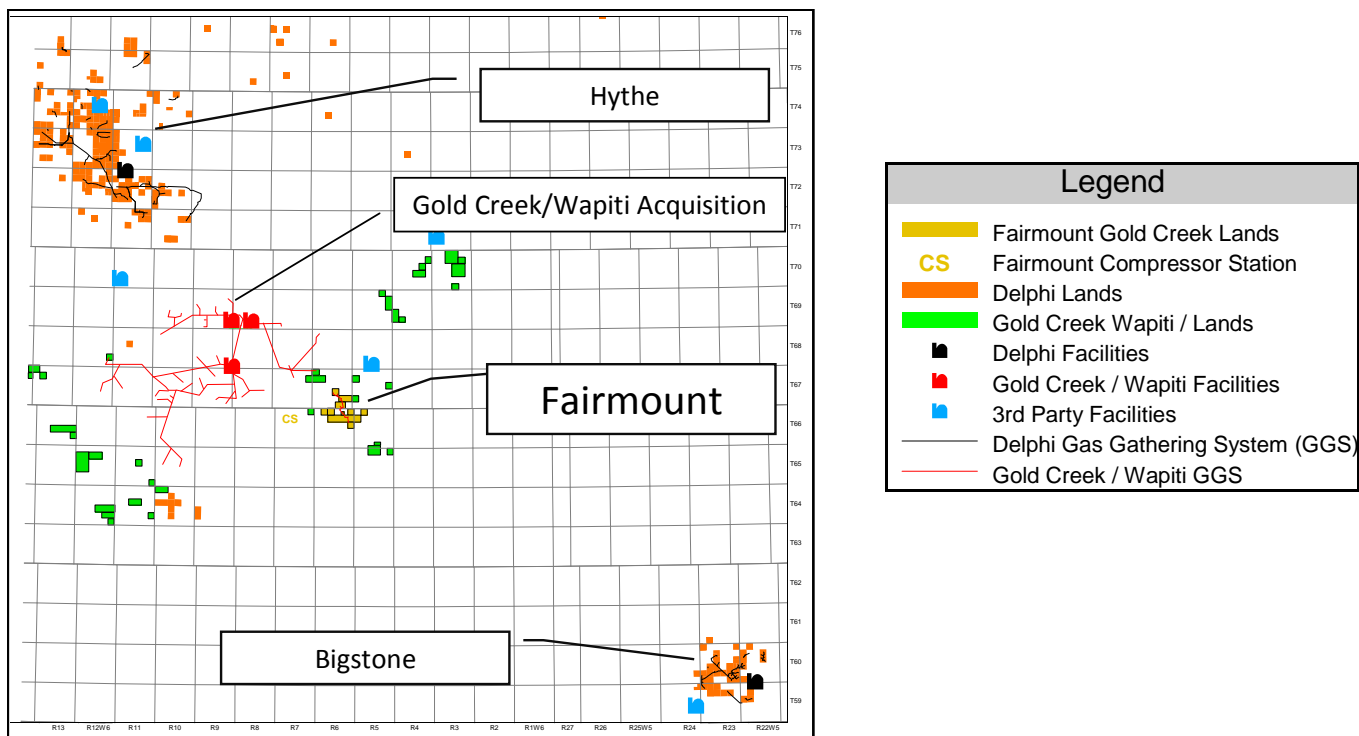 T76
T75
Hythe
T74
T73
T72
Gold Creek/Wapiti Acquisition
T71
T70
T69
T68
T67
Fairmount
CS
T66
T65
T64
T63
T62
T61
Bigstone
T60
T59
R13 R12W6 R11 R10 R9 R8 R7 R6 R5 R4 R3 R2 R1W6 R27 R26 R25W5 R24 R23 R22W5
Legend
Fairmount Gold Creek Lands
CS Fairmount Compressor Station
Delphi Lands
Gold Creek Wapiti / Lands
Delphi Facilities
Gold Creek / Wapiti Facilities
3rd Party Facilities
Delphi Gas Gathering System (GGS)
Gold Creek / Wapiti GGS